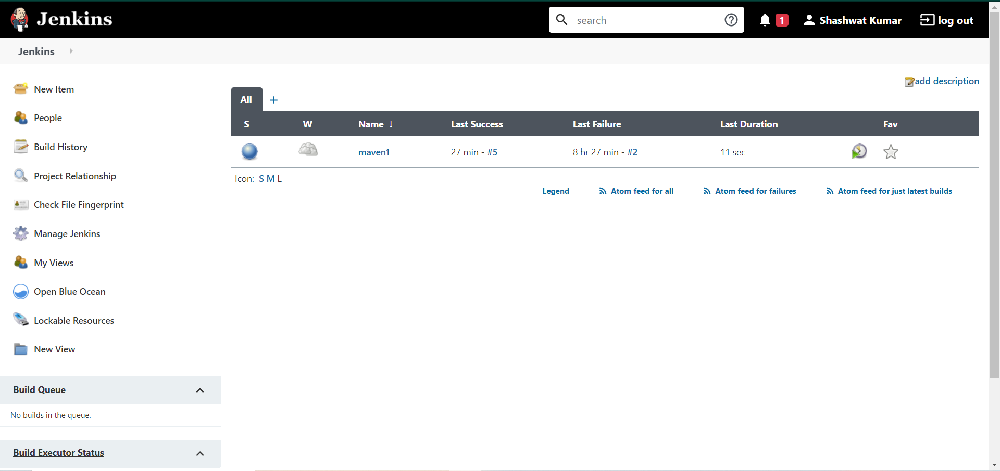 Jenkins
search
1
Shashwat Kumar
log out
Jenkins
New Item
People
Build History
Project Relationship
Check File Fingerprint
Manage Jenkins
My Views
Open Blue Ocean
Lockable Resources
New View
Build Queue
No builds in the queue.
Build Executor Status
add description
All +
S W Name ↓ Last Success Last Failure Last Duration Fav
maven1 27 min - #5 8 hr 27 min - #2 11 sec
Icon: S M L
Legend Atom feed for all Atom feed for failures Atom feed for just latest builds